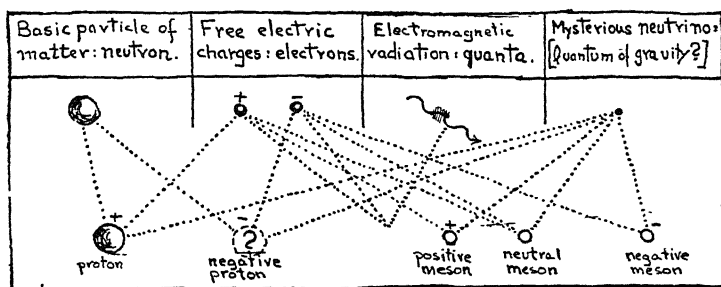 Basic particle of
matter: neutron.
Free electric
charges: electrons.
Electromagnetic
radiation: quanta.
Mysterious neutrino:
[Quantum of gravity?]
+
−
+
−
+
−
?
proton
negative
proton
positive
meson
neutral
meson
negative
meson